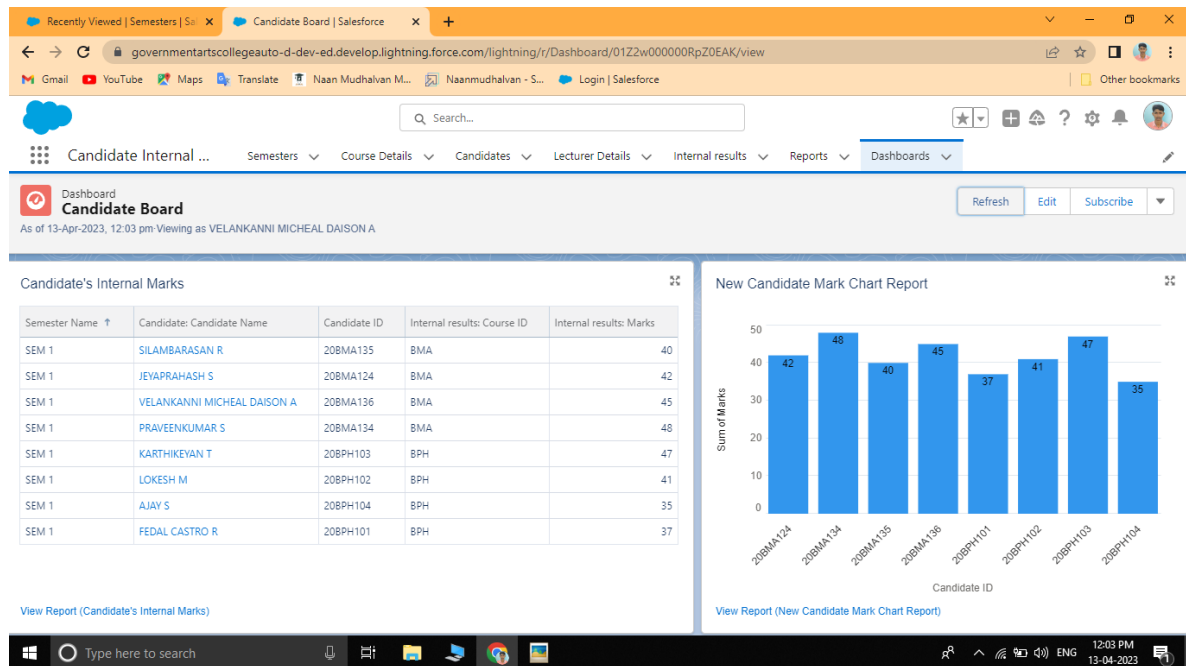 Recently Viewed | Semesters | Sal
Candidate Board | Salesforce
governmentartscollegeauto-d-dev-ed.develop.lightning.force.com/lightning/r/Dashboard/01Z2w000000RpZ0EAK/view
Gmail YouTube Maps Translate Naan Mudhalvan M... Naanmudhalvan - S... Login | Salesforce Other bookmarks
Search...
Candidate Internal ... Semesters Course Details Candidates Lecturer Details Internal results Reports Dashboards
Dashboard
Candidate Board
As of 13-Apr-2023, 12:03 pm·Viewing as VELANKANNI MICHEAL DAISON A
Refresh Edit Subscribe
Candidate's Internal Marks
Semester Name ↑ Candidate: Candidate Name Candidate ID Internal results: Course ID Internal results: Marks
SEM 1 SILAMBARASAN R 20BMA135 BMA 40
SEM 1 JEYAPRAHASH S 20BMA124 BMA 42
SEM 1 VELANKANNI MICHEAL DAISON A 20BMA136 BMA 45
SEM 1 PRAVEENKUMAR S 20BMA134 BMA 48
SEM 1 KARTHIKEYAN T 20BPH103 BPH 47
SEM 1 LOKESH M 20BPH102 BPH 41
SEM 1 AJAY S 20BPH104 BPH 35
SEM 1 FEDAL CASTRO R 20BPH101 BPH 37
View Report (Candidate's Internal Marks)
New Candidate Mark Chart Report
Sum of Marks
50
40
30
20
10
0
42 48 40 45 37 41 47 35
20BMA124 20BMA134 20BMA135 20BMA136 20BPH101 20BPH102 20BPH103 20BPH104
Candidate ID
View Report (New Candidate Mark Chart Report)
Type here to search
ENG
12:03 PM
13-04-2023
1